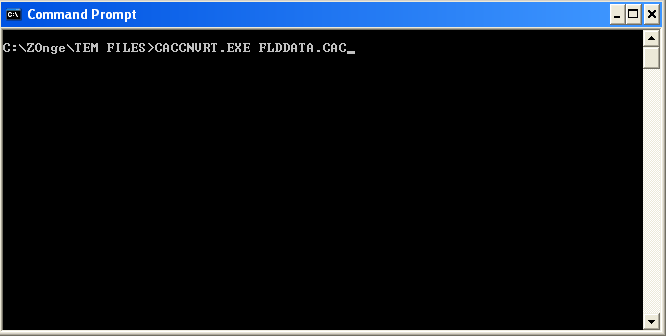 Command Prompt
C:\ZOnge\TEM FILES>CACCNVRT.EXE FLDDATA.CAC_